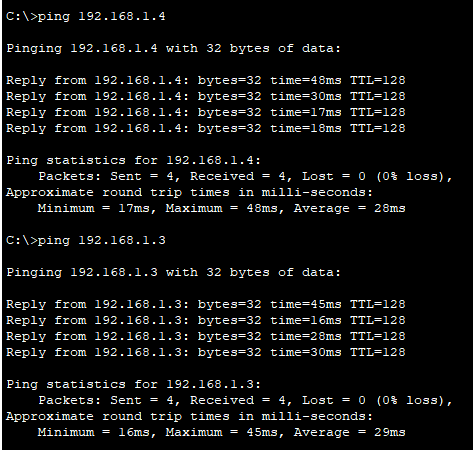 C:\>ping 192.168.1.4
Pinging 192.168.1.4 with 32 bytes of data:
Reply from 192.168.1.4: bytes=32 time=48ms TTL=128
Reply from 192.168.1.4: bytes=32 time=30ms TTL=128
Reply from 192.168.1.4: bytes=32 time=17ms TTL=128
Reply from 192.168.1.4: bytes=32 time=18ms TTL=128
Ping statistics for 192.168.1.4:
    Packets: Sent = 4, Received = 4, Lost = 0 (0% loss),
Approximate round trip times in milli-seconds:
    Minimum = 17ms, Maximum = 48ms, Average = 28ms
C:\>ping 192.168.1.3
Pinging 192.168.1.3 with 32 bytes of data:
Reply from 192.168.1.3: bytes=32 time=45ms TTL=128
Reply from 192.168.1.3: bytes=32 time=16ms TTL=128
Reply from 192.168.1.3: bytes=32 time=28ms TTL=128
Reply from 192.168.1.3: bytes=32 time=30ms TTL=128
Ping statistics for 192.168.1.3:
    Packets: Sent = 4, Received = 4, Lost = 0 (0% loss),
Approximate round trip times in milli-seconds:
    Minimum = 16ms, Maximum = 45ms, Average = 29ms